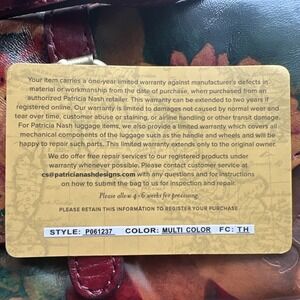 Your item carries a one-year limited warranty against manufacturer's defects in
material or workmanship from the date of purchase, when purchased from an
authorized Patricia Nash retailer. This warranty can be extended to two years if
registered online. Our warranty is limited to damages not caused by normal wear and
tear over time, customer abuse or staining, or airline handling or other transit damage.
For Patricia Nash luggage items, we also provide a limited warranty which covers all
mechanical components of the luggage such as the handle and wheels and will be
happy to repair such parts. This limited warranty extends only to the original owner.
We do offer free repair services to our registered products under
warranty whenever possible. Please contact customer service at
cs@patricianashdesigns.com with any questions and for instructions
on how to submit the bag to us for inspection and repair.
Please allow 4-6 weeks for processing.
PLEASE RETAIN THIS INFORMATION TO REGISTER YOUR PURCHASE
STYLE: P061237 COLOR: MULTI COLOR FC: TH